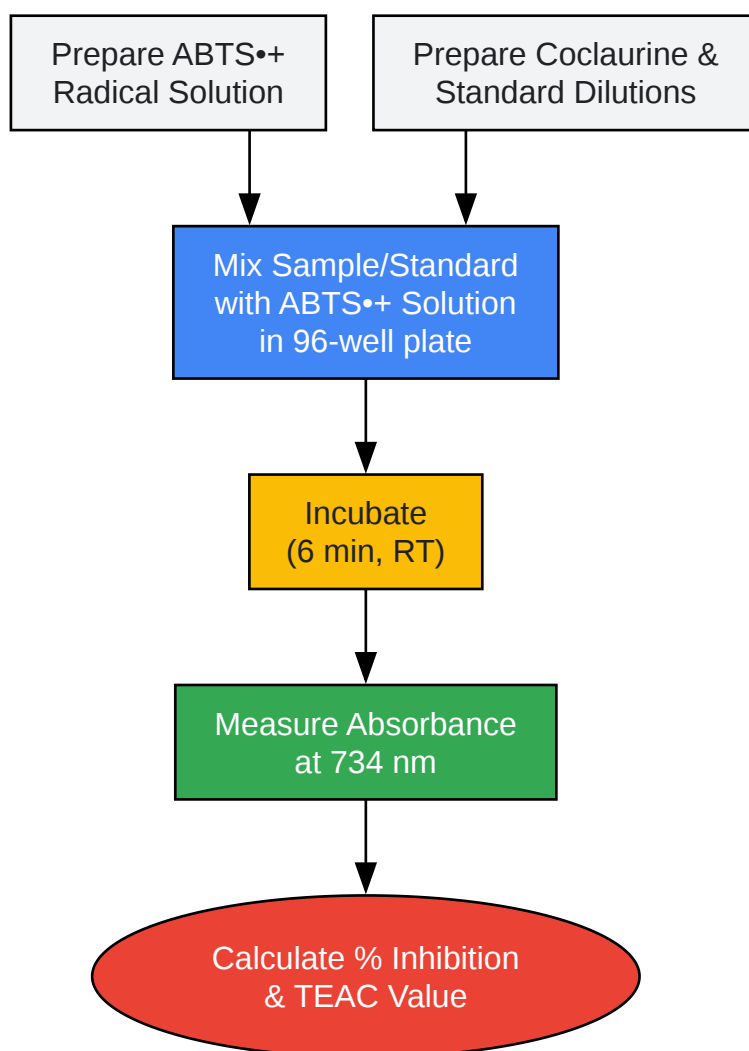 Prepare ABTS•+
Radical Solution
Prepare Coclaurine &
Standard Dilutions
Mix Sample/Standard
with ABTS•+ Solution
in 96-well plate
Incubate
(6 min, RT)
Measure Absorbance
at 734 nm
Calculate % Inhibition
& TEAC Value